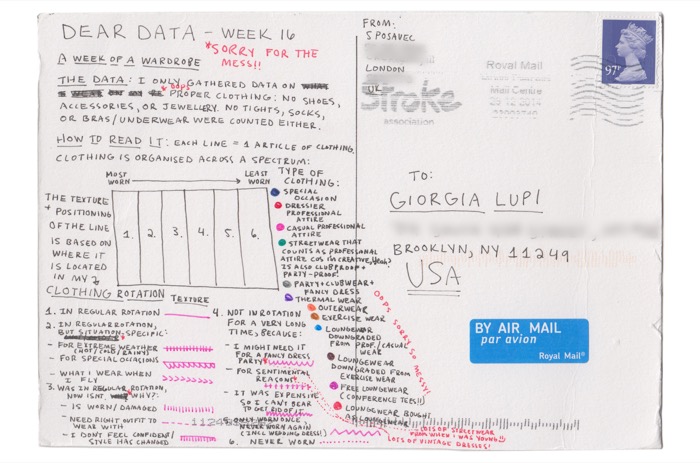 DEAR DATA - WEEK 16
*SORRY FOR THE
MESS!!
A WEEK OF A WARDROBE
THE DATA: I ONLY GATHERED DATA ON
OOPS
PROPER CLOTHING: NO SHOES,
ACCESSORIES, OR JEWELLERY. NO TIGHTS, SOCKS,
OR BRAS/UNDERWEAR WERE COUNTED EITHER.
HOW TO READ IT: EACH LINE = 1 ARTICLE OF CLOTHING.
CLOTHING IS ORGANISED ACROSS A SPECTRUM:
MOST WORN
LEAST WORN
THE TEXTURE
+ POSITIONING
OF THE LINE
IS BASED ON
WHERE IT
IS LOCATED
IN MY
CLOTHING ROTATION
1. 2. 3. 4. 5. 6.
TYPE OF
CLOTHING:
SPECIAL
OCCASION
DRESSIER
PROFESSIONAL
ATTIRE
CASUAL PROFESSIONAL
ATTIRE
STREETWEAR THAT
COUNTS AS PROFESSIONAL
ATTIRE COS I'M CREATIVE, YEAH.
IS ALSO CLUBPROOF +
PARTY-PROOF!
PARTY + CLUBWEAR +
FANCY DRESS
THERMAL WEAR
OUTERWEAR
EXERCISE WEAR
LOUNGEWEAR
DOWNGRADED
FROM PROF./CASUAL
WEAR
LOUNGEWEAR
DOWNGRADED FROM
EXERCISE WEAR
FREE LOUNGEWEAR
(CONFERENCE TEES!!)
LOUNGEWEAR BOUGHT
AS LOUNGEWEAR
OOPS SORRY SO MESSY!
TEXTURE
1. IN REGULAR ROTATION
2. IN REGULAR ROTATION,
BUT SITUATION-SPECIFIC:
- FOR EXTREME WEATHER
(HOT/COLD/RAINY)
- FOR SPECIAL OCCASIONS
- WHAT I WEAR WHEN
I FLY
3. WAS IN REGULAR ROTATION,
NOW ISN'T. WHY?:
- IS WORN/DAMAGED
- NEED RIGHT OUTFIT TO
WEAR WITH
- I DON'T FEEL CONFIDENT/
STYLE HAS CHANGED
4. NOT IN ROTATION
FOR A VERY LONG
TIME, BECAUSE:
- I MIGHT NEED IT
FOR A FANCY DRESS
PARTY
- FOR SENTIMENTAL
REASONS
- IT WAS EXPENSIVE
SO I CAN'T BEAR
TO GET RID OF IT
5. ONLY WORN ONCE,
NEVER WORN AGAIN
(INCL WEDDING DRESS!)
6. NEVER WORN
LOTS OF STREETWEAR
FROM WHEN I WAS YOUNG!!
LOTS OF VINTAGE DRESSES!
FROM:
S POSAVEC
LONDON
UK
Stroke
association
Royal Mail
Mail Centre
97P
TO:
GIORGIA LUPI
BROOKLYN, NY 11249
USA
BY AIR MAIL
par avion
Royal Mail®